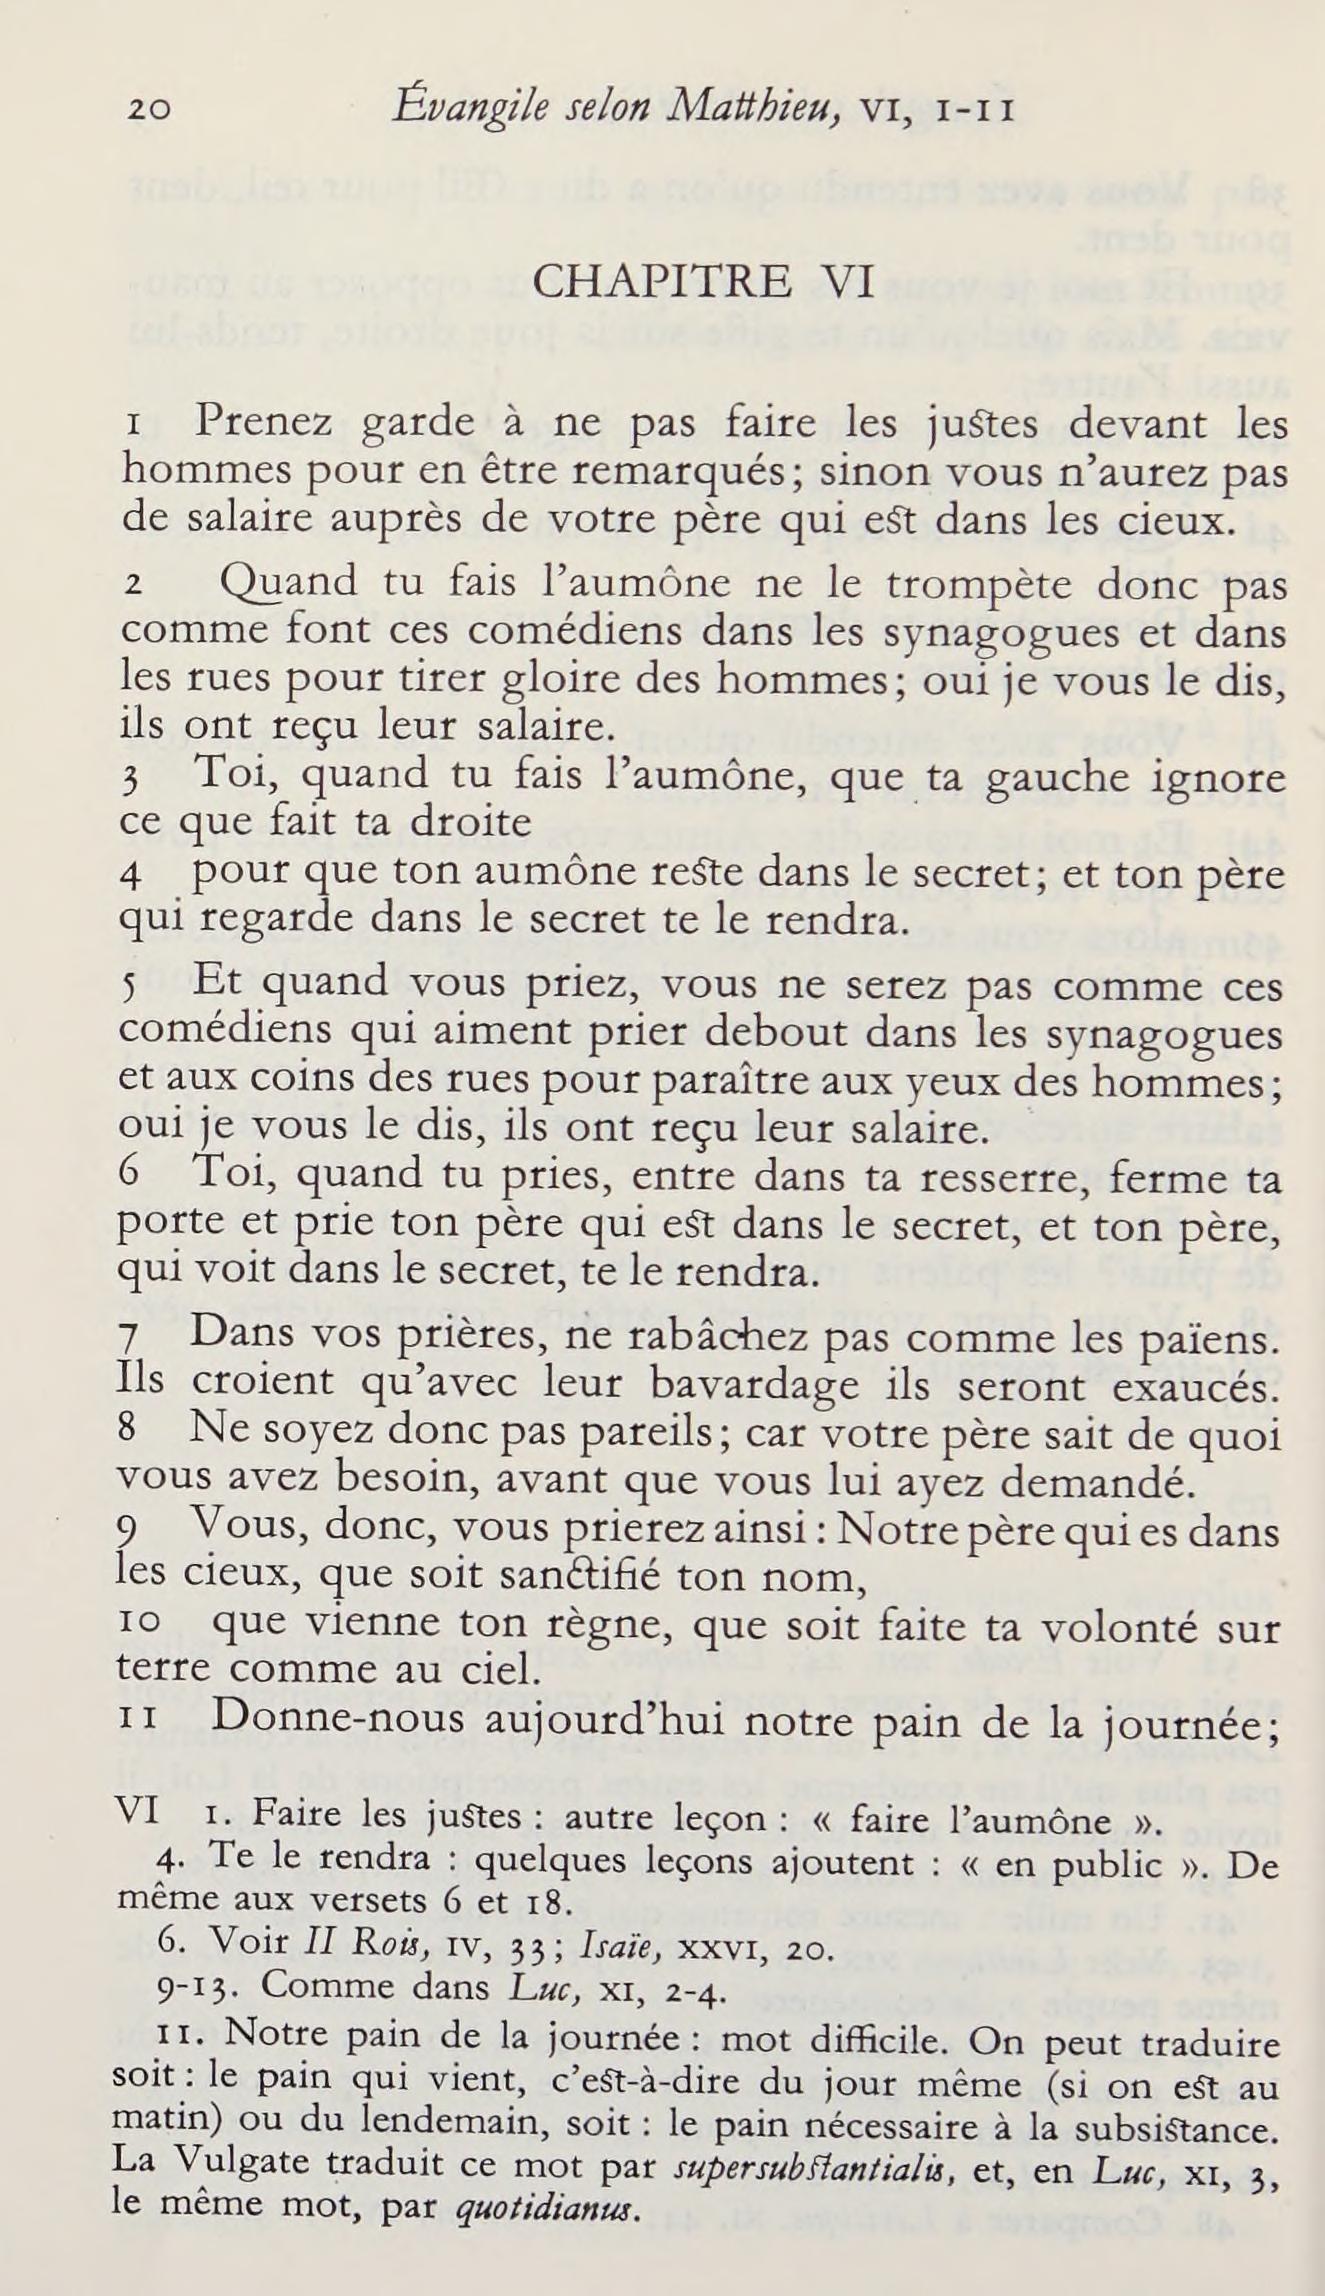 20 Évangile selon Matthieu, VI, 1-11
CHAPITRE VI
1 Prenez garde à ne pas faire les justes devant les
hommes pour en être remarqués; sinon vous n'aurez pas
de salaire auprès de votre père qui est dans les cieux.
2 Quand tu fais l'aumône ne le trompète donc pas
comme font ces comédiens dans les synagogues et dans
les rues pour tirer gloire des hommes; oui je vous le dis,
ils ont reçu leur salaire.
3 Toi, quand tu fais l'aumône, que ta gauche ignore
ce que fait ta droite
4 pour que ton aumône reste dans le secret; et ton père
qui regarde dans le secret te le rendra.
5 Et quand vous priez, vous ne serez pas comme ces
comédiens qui aiment prier debout dans les synagogues
et aux coins des rues pour paraître aux yeux des hommes;
oui je vous le dis, ils ont reçu leur salaire.
6 Toi, quand tu pries, entre dans ta resserre, ferme ta
porte et prie ton père qui est dans le secret, et ton père,
qui voit dans le secret, te le rendra.
7 Dans vos prières, ne rabâchez pas comme les païens.
Ils croient qu'avec leur bavardage ils seront exaucés.
8 Ne soyez donc pas pareils; car votre père sait de quoi
vous avez besoin, avant que vous lui ayez demandé.
9 Vous, donc, vous prierez ainsi : Notre père qui es dans
les cieux, que soit sanctifié ton nom,
10 que vienne ton règne, que soit faite ta volonté sur
terre comme au ciel.
11 Donne-nous aujourd'hui notre pain de la journée;
VI 1. Faire les justes : autre leçon : « faire l'aumône ».
4. Te le rendra : quelques leçons ajoutent : « en public ». De
même aux versets 6 et 18.
6. Voir II Rois, IV, 33; Isaïe, XXVI, 20.
9-13. Comme dans Luc, XI, 2-4.
11. Notre pain de la journée : mot difficile. On peut traduire
soit : le pain qui vient, c'est-à-dire du jour même (si on est au
matin) ou du lendemain, soit : le pain nécessaire à la subsistance.
La Vulgate traduit ce mot par supersubstantialis, et, en Luc, XI, 3,
le même mot, par quotidianus.